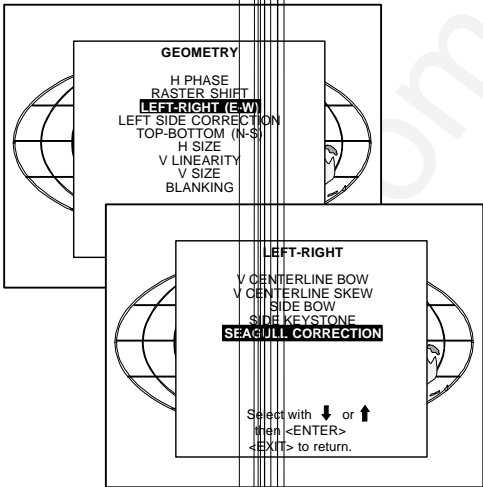 GEOMETRY
H PHASE
RASTER SHIFT
LEFT-RIGHT (E-W)
LEFT SIDE CORRECTION
TOP-BOTTOM (N-S)
H SIZE
V LINEARITY
V SIZE
BLANKING
LEFT-RIGHT
V CENTERLINE BOW
V CENTERLINE SKEW
SIDE BOW
SIDE KEYSTONE
SEAGULL CORRECTION
Select with ⬇ or ⬆
then <ENTER>
<EXIT> to return.
om